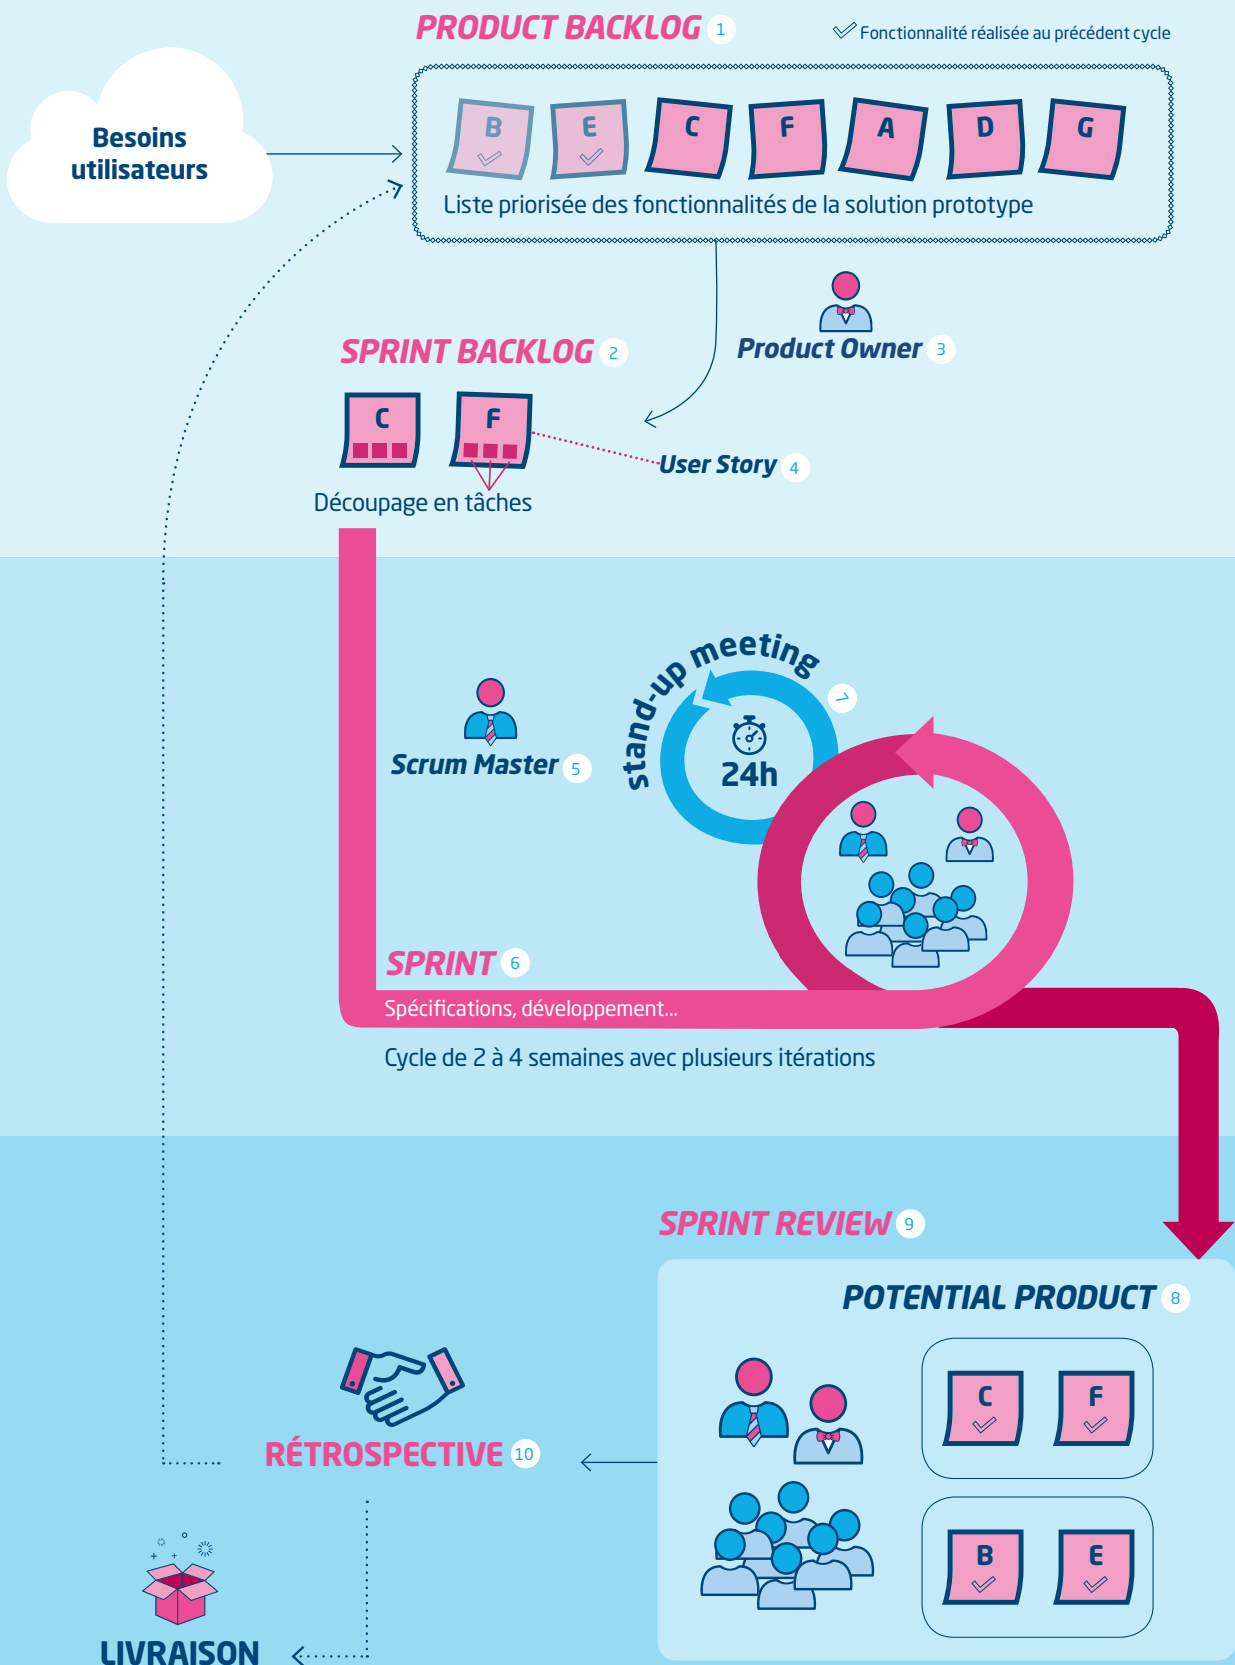 PRODUCT BACKLOG 1
Fonctionnalité réalisée au précédent cycle
Besoins
utilisateurs
B E C F A D G
Liste priorisée des fonctionnalités de la solution prototype
Product Owner 3
SPRINT BACKLOG 2
C F
User Story 4
Découpage en tâches
stand-up meeting 7
24h
Scrum Master 5
SPRINT 6
Spécifications, développement...
Cycle de 2 à 4 semaines avec plusieurs itérations
SPRINT REVIEW 9
POTENTIAL PRODUCT 8
C F
B E
RÉTROSPECTIVE 10
LIVRAISON